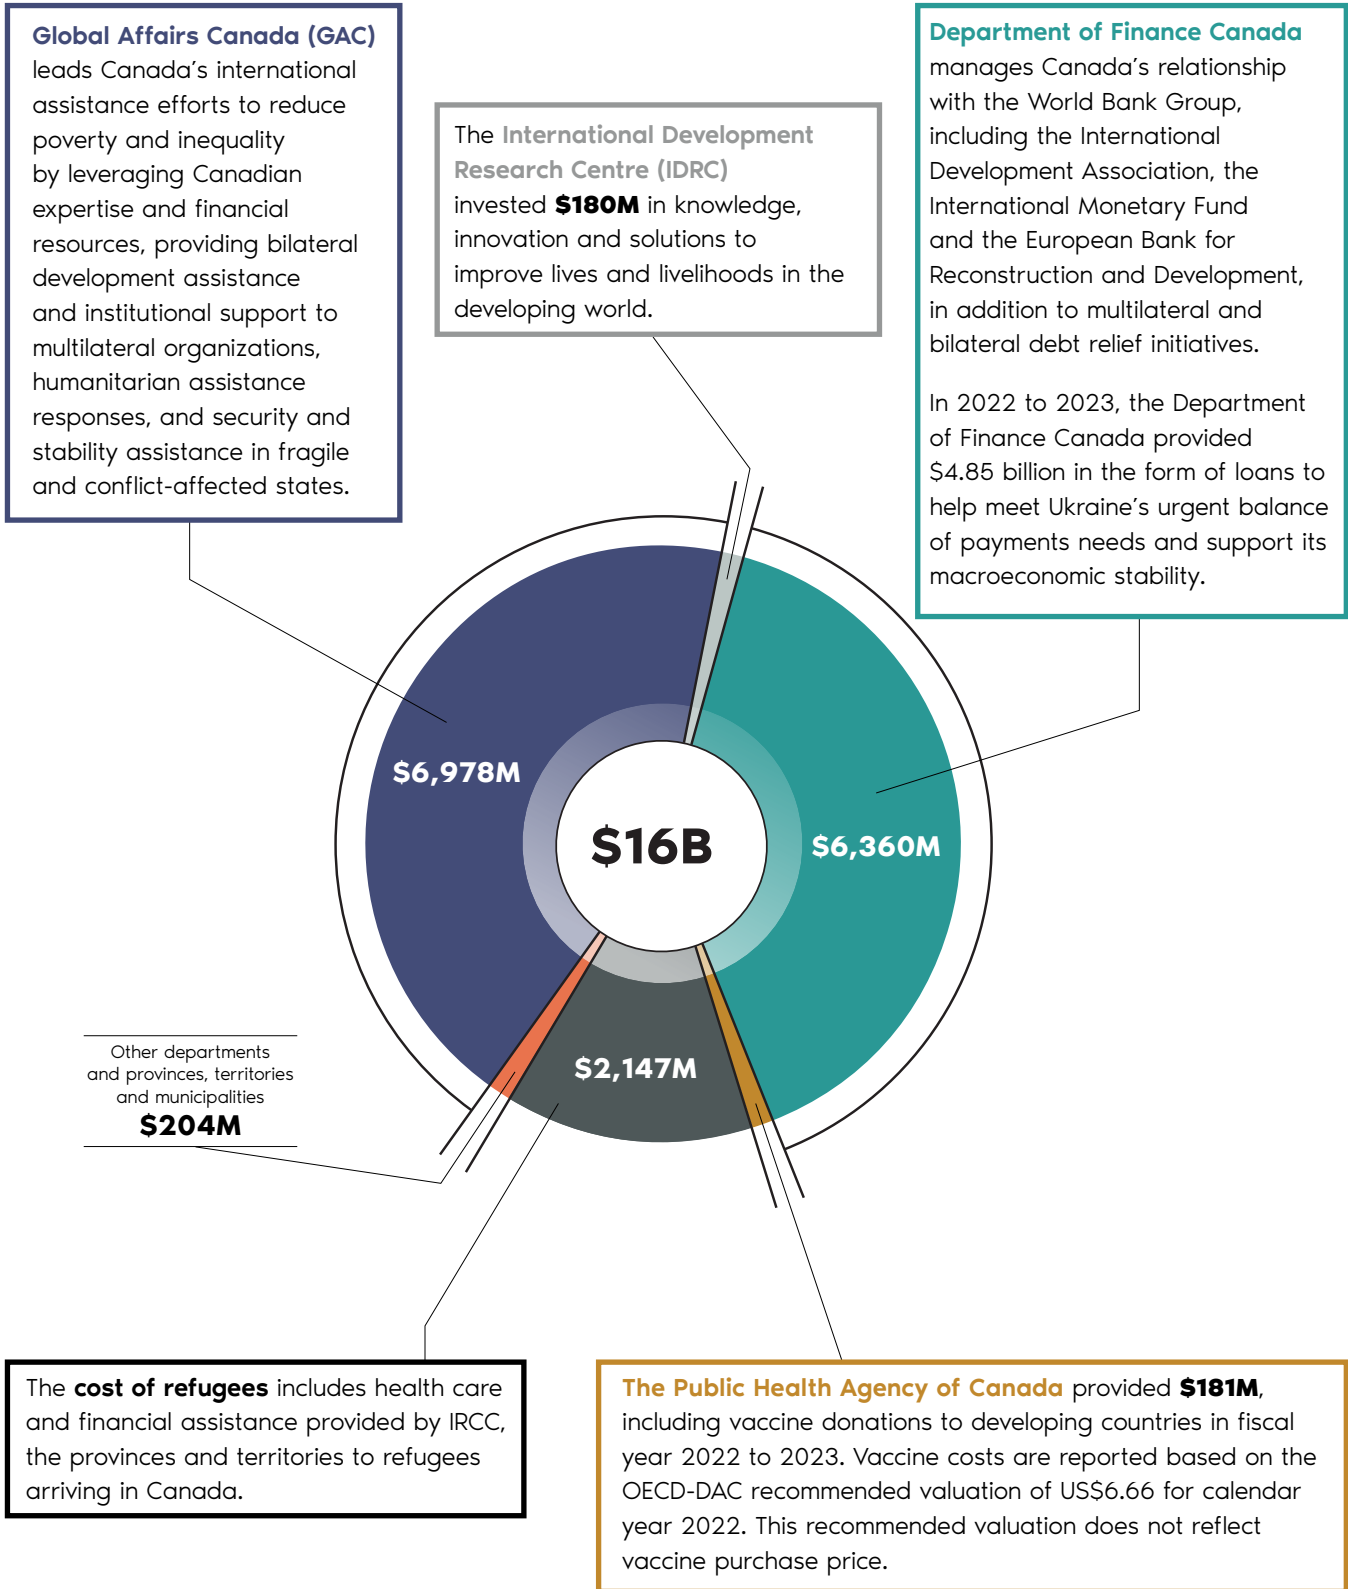 Global Affairs Canada (GAC)
leads Canada’s international
assistance efforts to reduce
poverty and inequality
by leveraging Canadian
expertise and financial
resources, providing bilateral
development assistance
and institutional support to
multilateral organizations,
humanitarian assistance
responses, and security and
stability assistance in fragile
and conflict-affected states.
The International Development
Research Centre (IDRC)
invested $180M in knowledge,
innovation and solutions to
improve lives and livelihoods in the
developing world.
Department of Finance Canada
manages Canada’s relationship
with the World Bank Group,
including the International
Development Association, the
International Monetary Fund
and the European Bank for
Reconstruction and Development,
in addition to multilateral and
bilateral debt relief initiatives.
In 2022 to 2023, the Department
of Finance Canada provided
$4.85 billion in the form of loans to
help meet Ukraine’s urgent balance
of payments needs and support its
macroeconomic stability.
$6,978M
$16B
$6,360M
$2,147M
Other departments
and provinces, territories
and municipalities
$204M
The cost of refugees includes health care
and financial assistance provided by IRCC,
the provinces and territories to refugees
arriving in Canada.
The Public Health Agency of Canada provided $181M,
including vaccine donations to developing countries in fiscal
year 2022 to 2023. Vaccine costs are reported based on the
OECD-DAC recommended valuation of US$6.66 for calendar
year 2022. This recommended valuation does not reflect
vaccine purchase price.